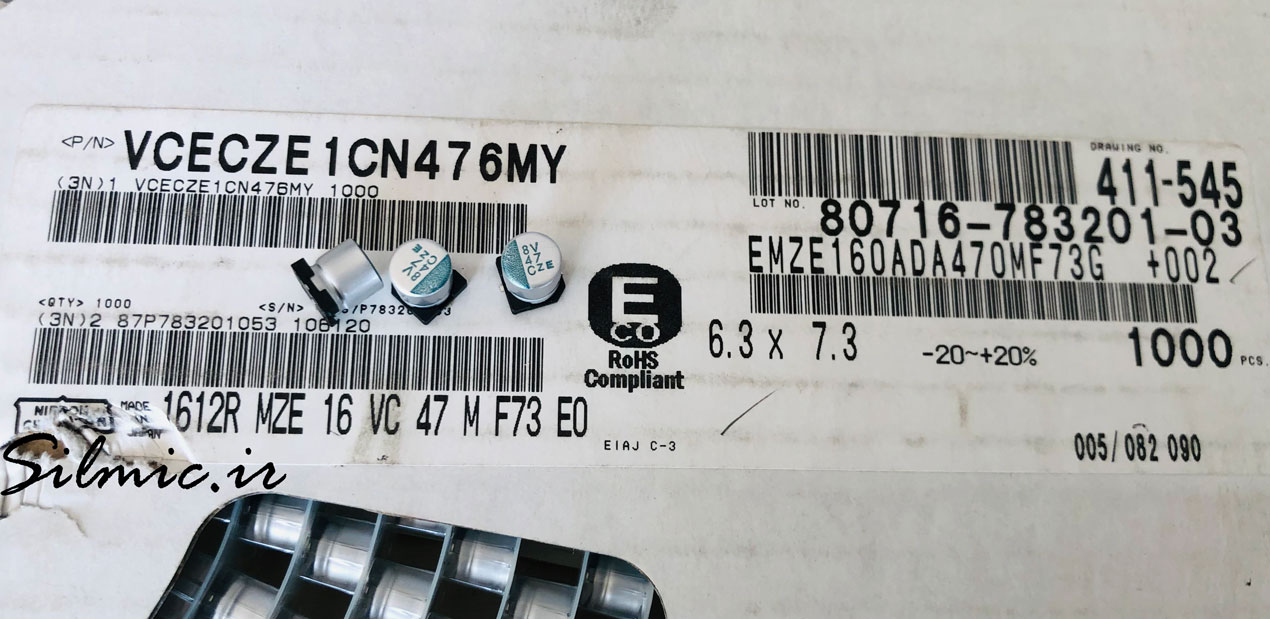 <P/N> VCECZE1CN476MY
(3N)1 VCECZE1CN476MY 1000
DRAWING NO.
411-545
LOT NO. 80716-783201-03
EMZE160ADA470MF73G +002
8V
47
CZE
8V
47
CZE
<QTY> 1000
<S/N>
(3N)2 87P783201053 106120
ECO
RoHS
Compliant
6.3 x 7.3
-20~+20%
1000 PCS.
MADE
IN
JAPAN
1612R MZE 16 VC 47 M F73 E0
EIAJ C-3
005/082 090
JR
Silmic.ir